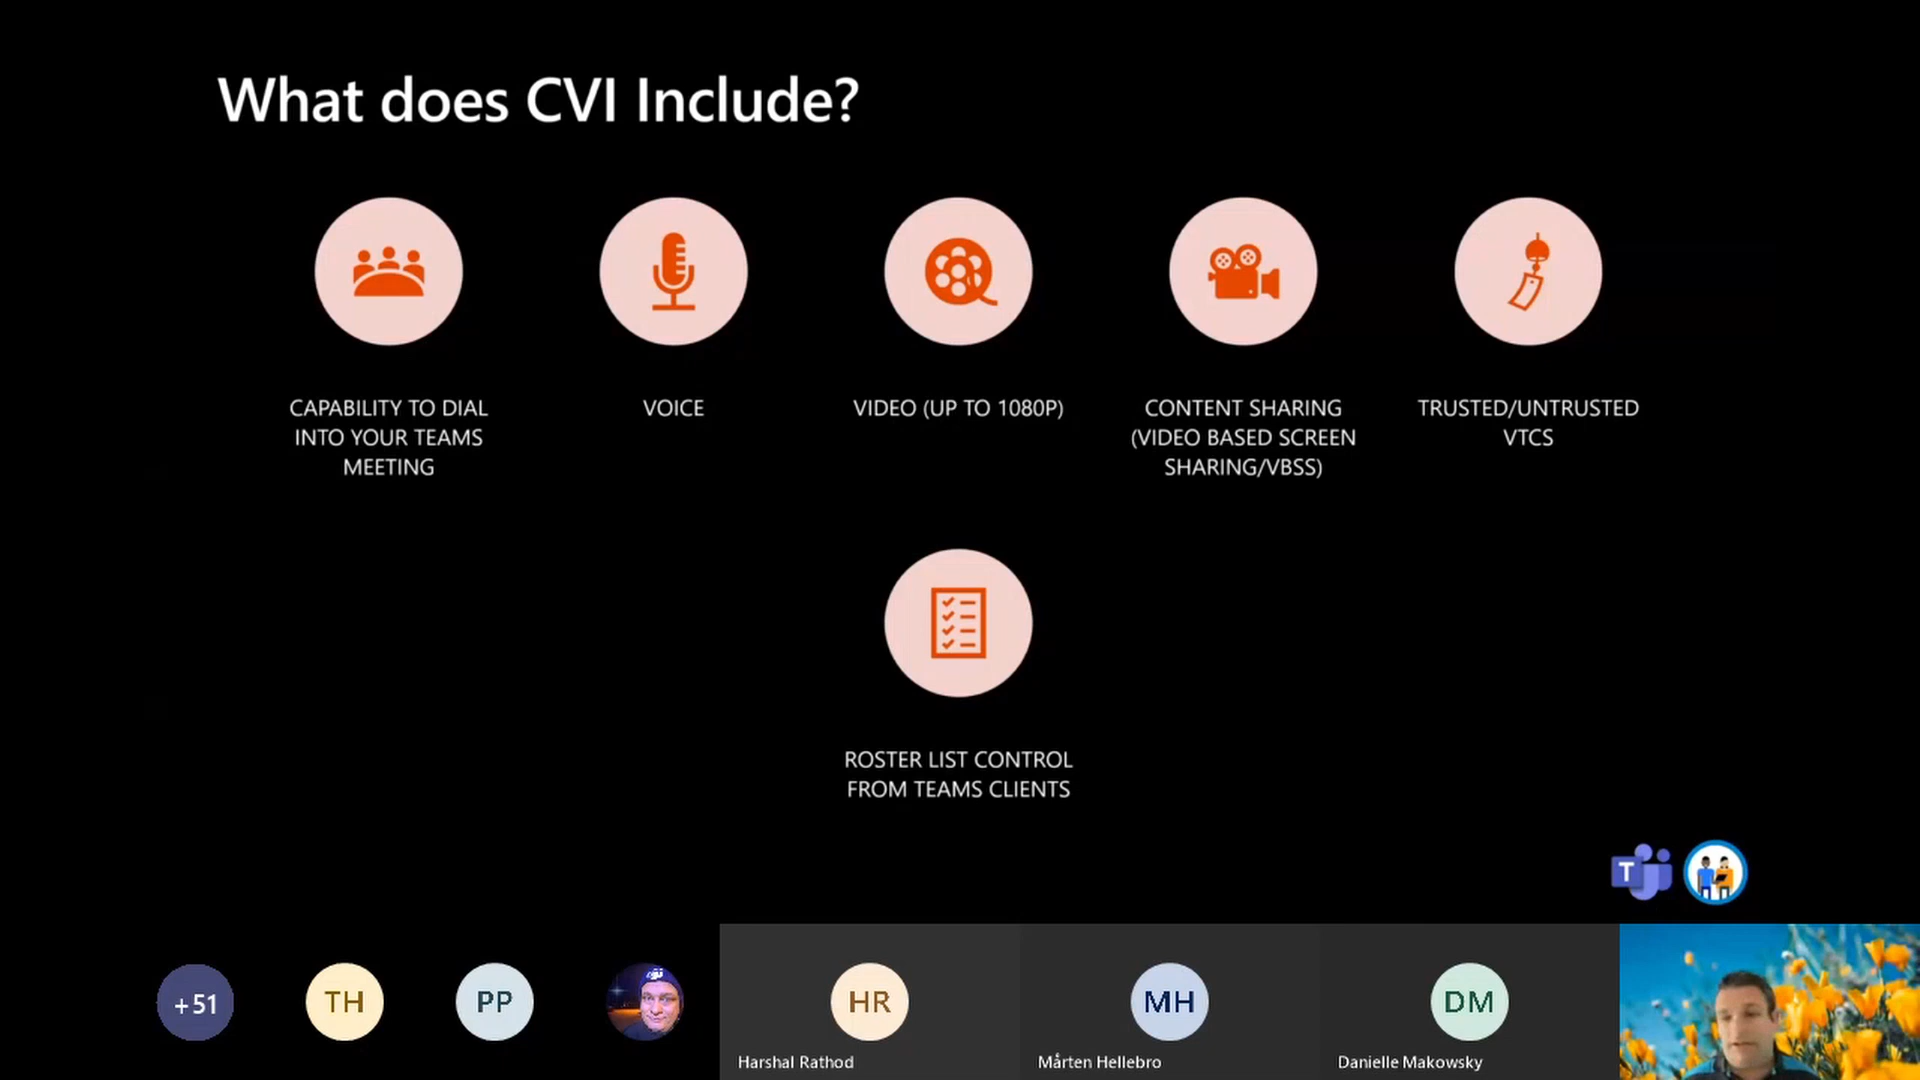 What does CVI Include?
CAPABILITY TO DIAL
INTO YOUR TEAMS
MEETING
VOICE
VIDEO (UP TO 1080P)
CONTENT SHARING
(VIDEO BASED SCREEN
SHARING/VBSS)
TRUSTED/UNTRUSTED
VTCS
ROSTER LIST CONTROL
FROM TEAMS CLIENTS
T
+51
TH
PP
HR
Harshal Rathod
MH
Mårten Hellebro
DM
Danielle Makowsky